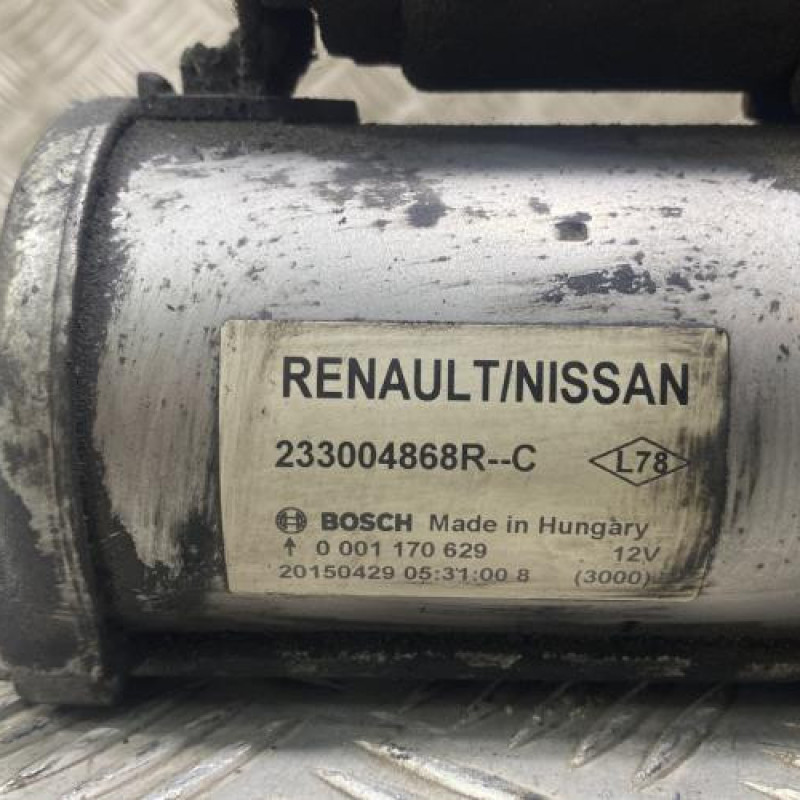 RENAULT/NISSAN
233004868R--C L78
BOSCH Made in Hungary
0 001 170 629 12V
20150429 05:31:00 8 (3000)